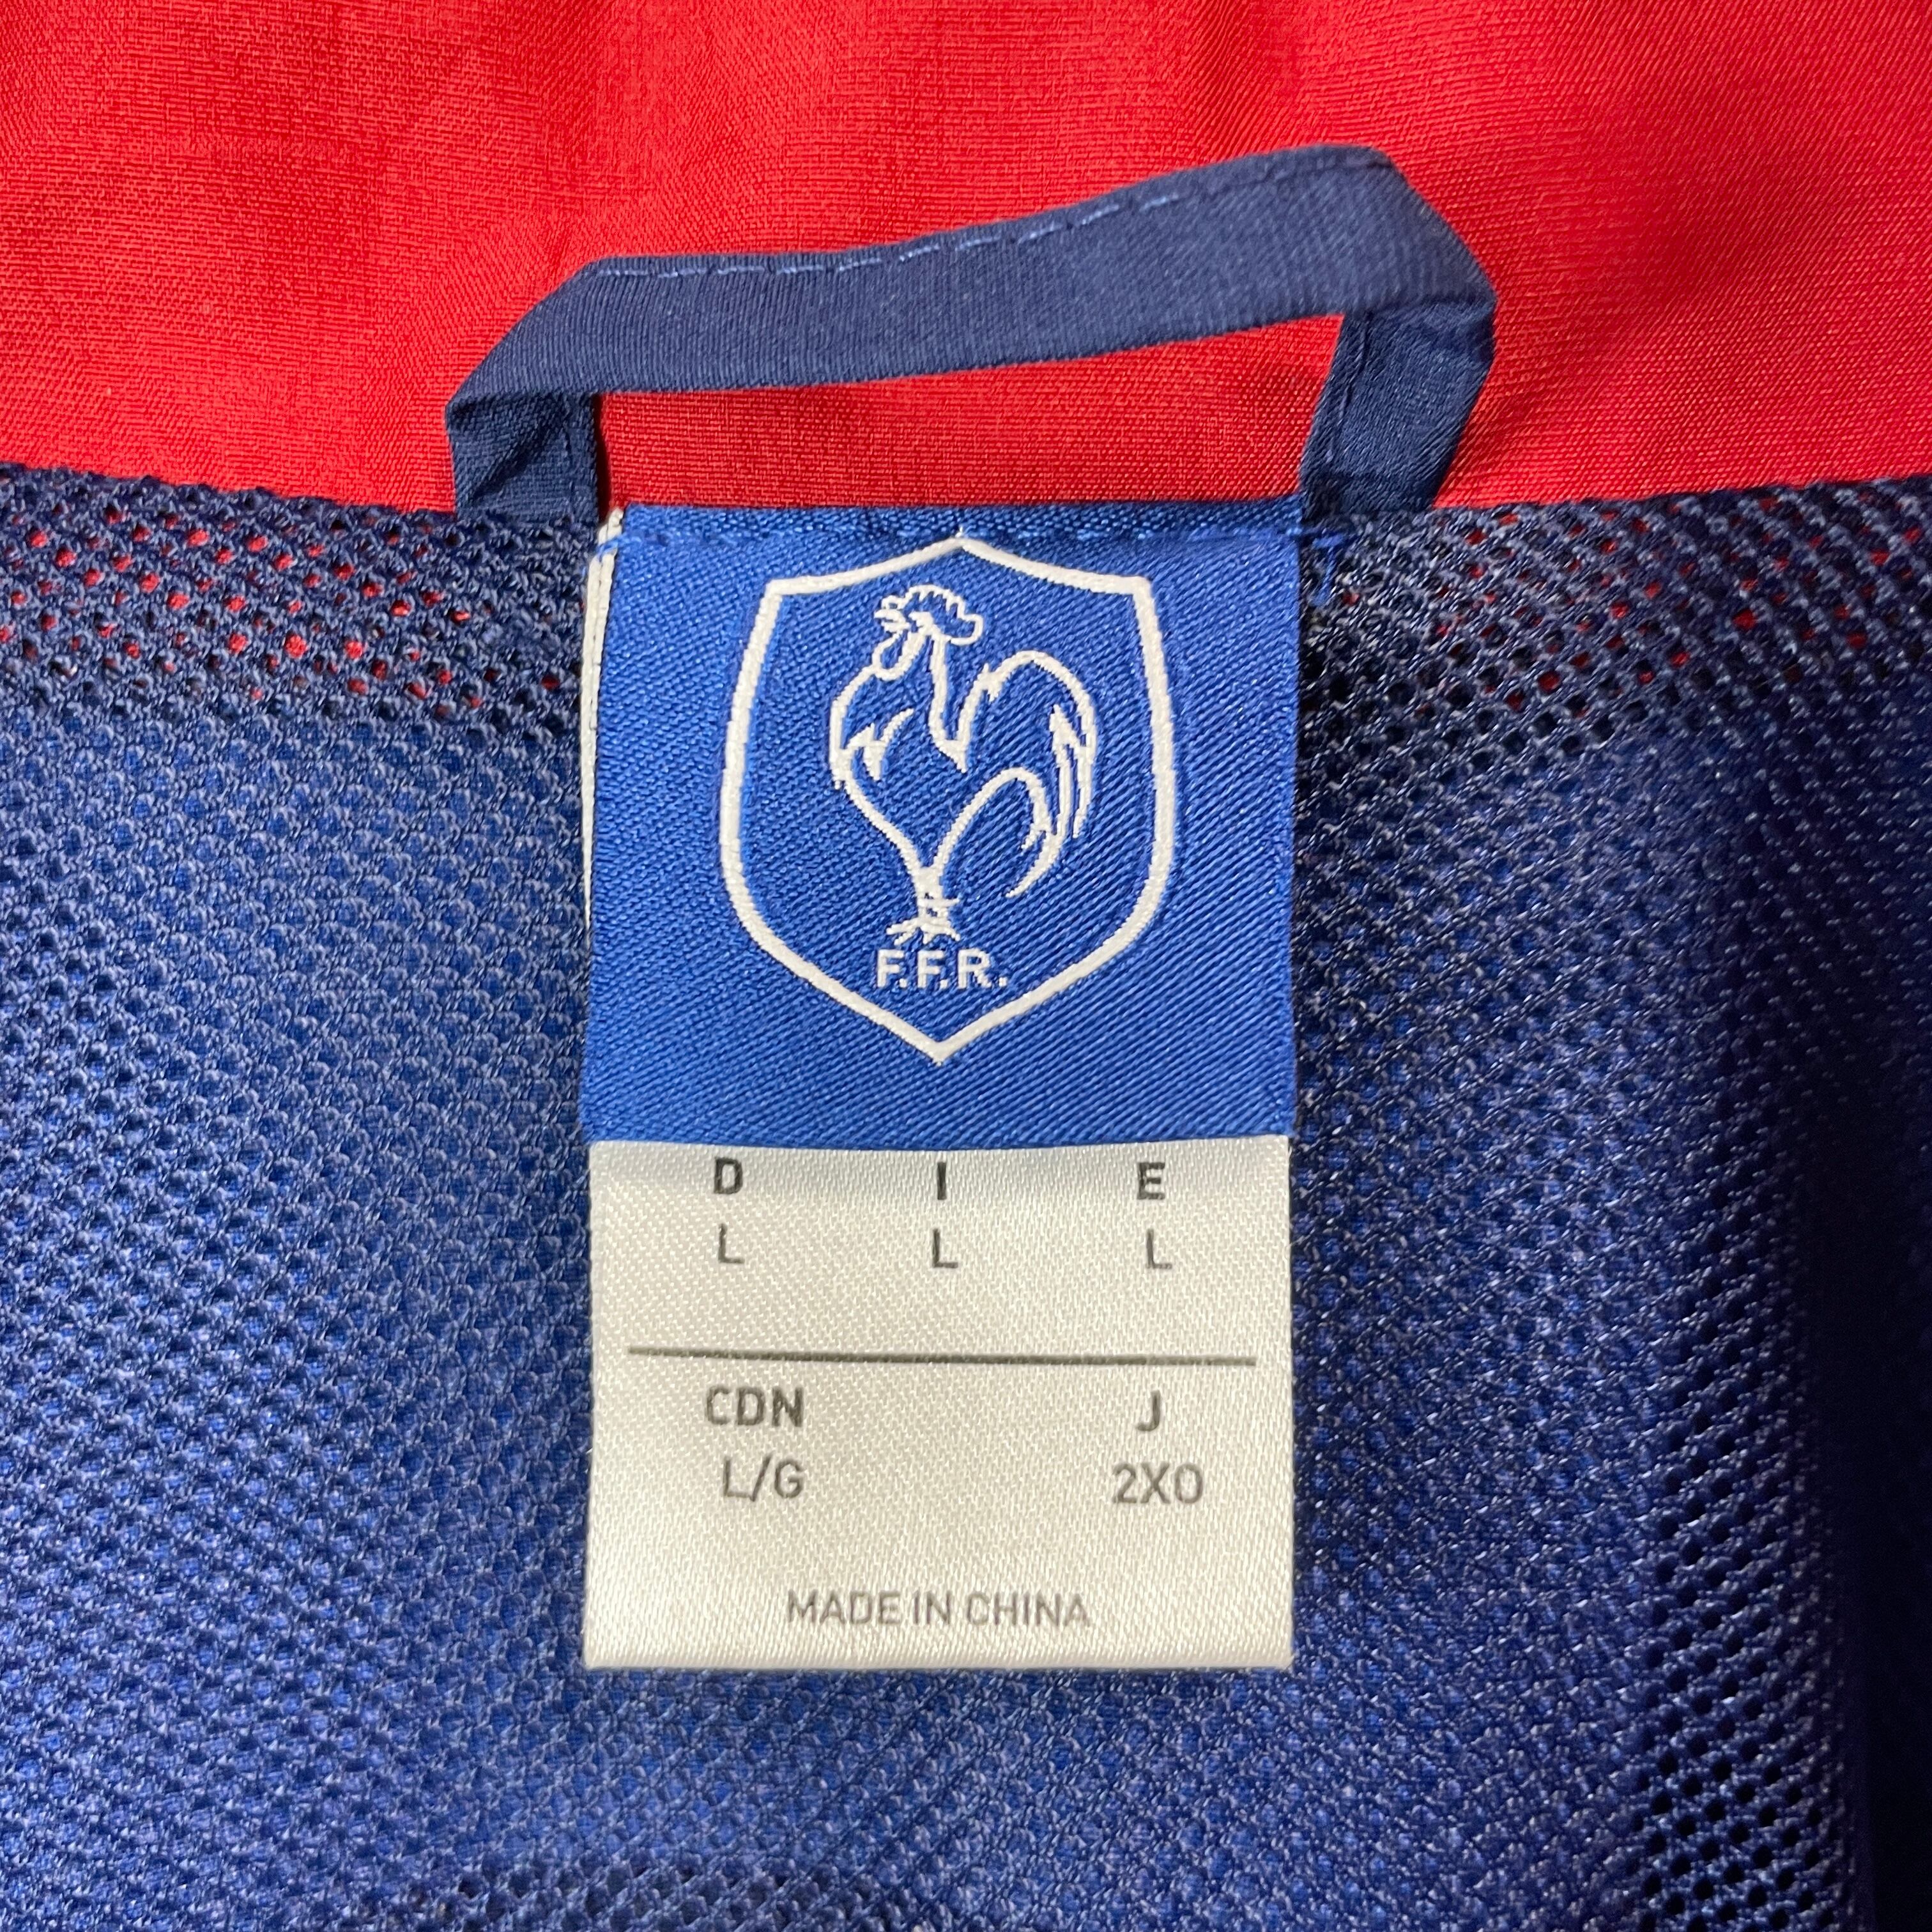 F.F.R.
D I E
L L L
CDN J
L/G 2XO
MADE IN CHINA